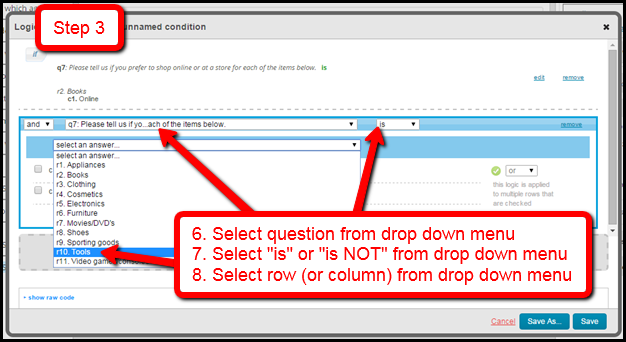 which an
Step 3
unnamed condition
if
q7: Please tell us if you prefer to shop online or at a store for each of the items below. is
r2. Books
c1. Online
edit remove
and q7: Please tell us if yo...ach of the items below. is remove
select an answer...
select an answer...
r1. Appliances
r2. Books
r3. Clothing
r4. Cosmetics
r5. Electronics
r6. Furniture
r7. Movies/DVD's
r8. Shoes
r9. Sporting goods
r10. Tools
r11. Video game
c
c
or
this logic is applied
to multiple rows that
are checked
6. Select question from drop down menu
7. Select "is" or "is NOT" from drop down menu
8. Select row (or column) from drop down menu
show raw code
Cancel Save As... Save